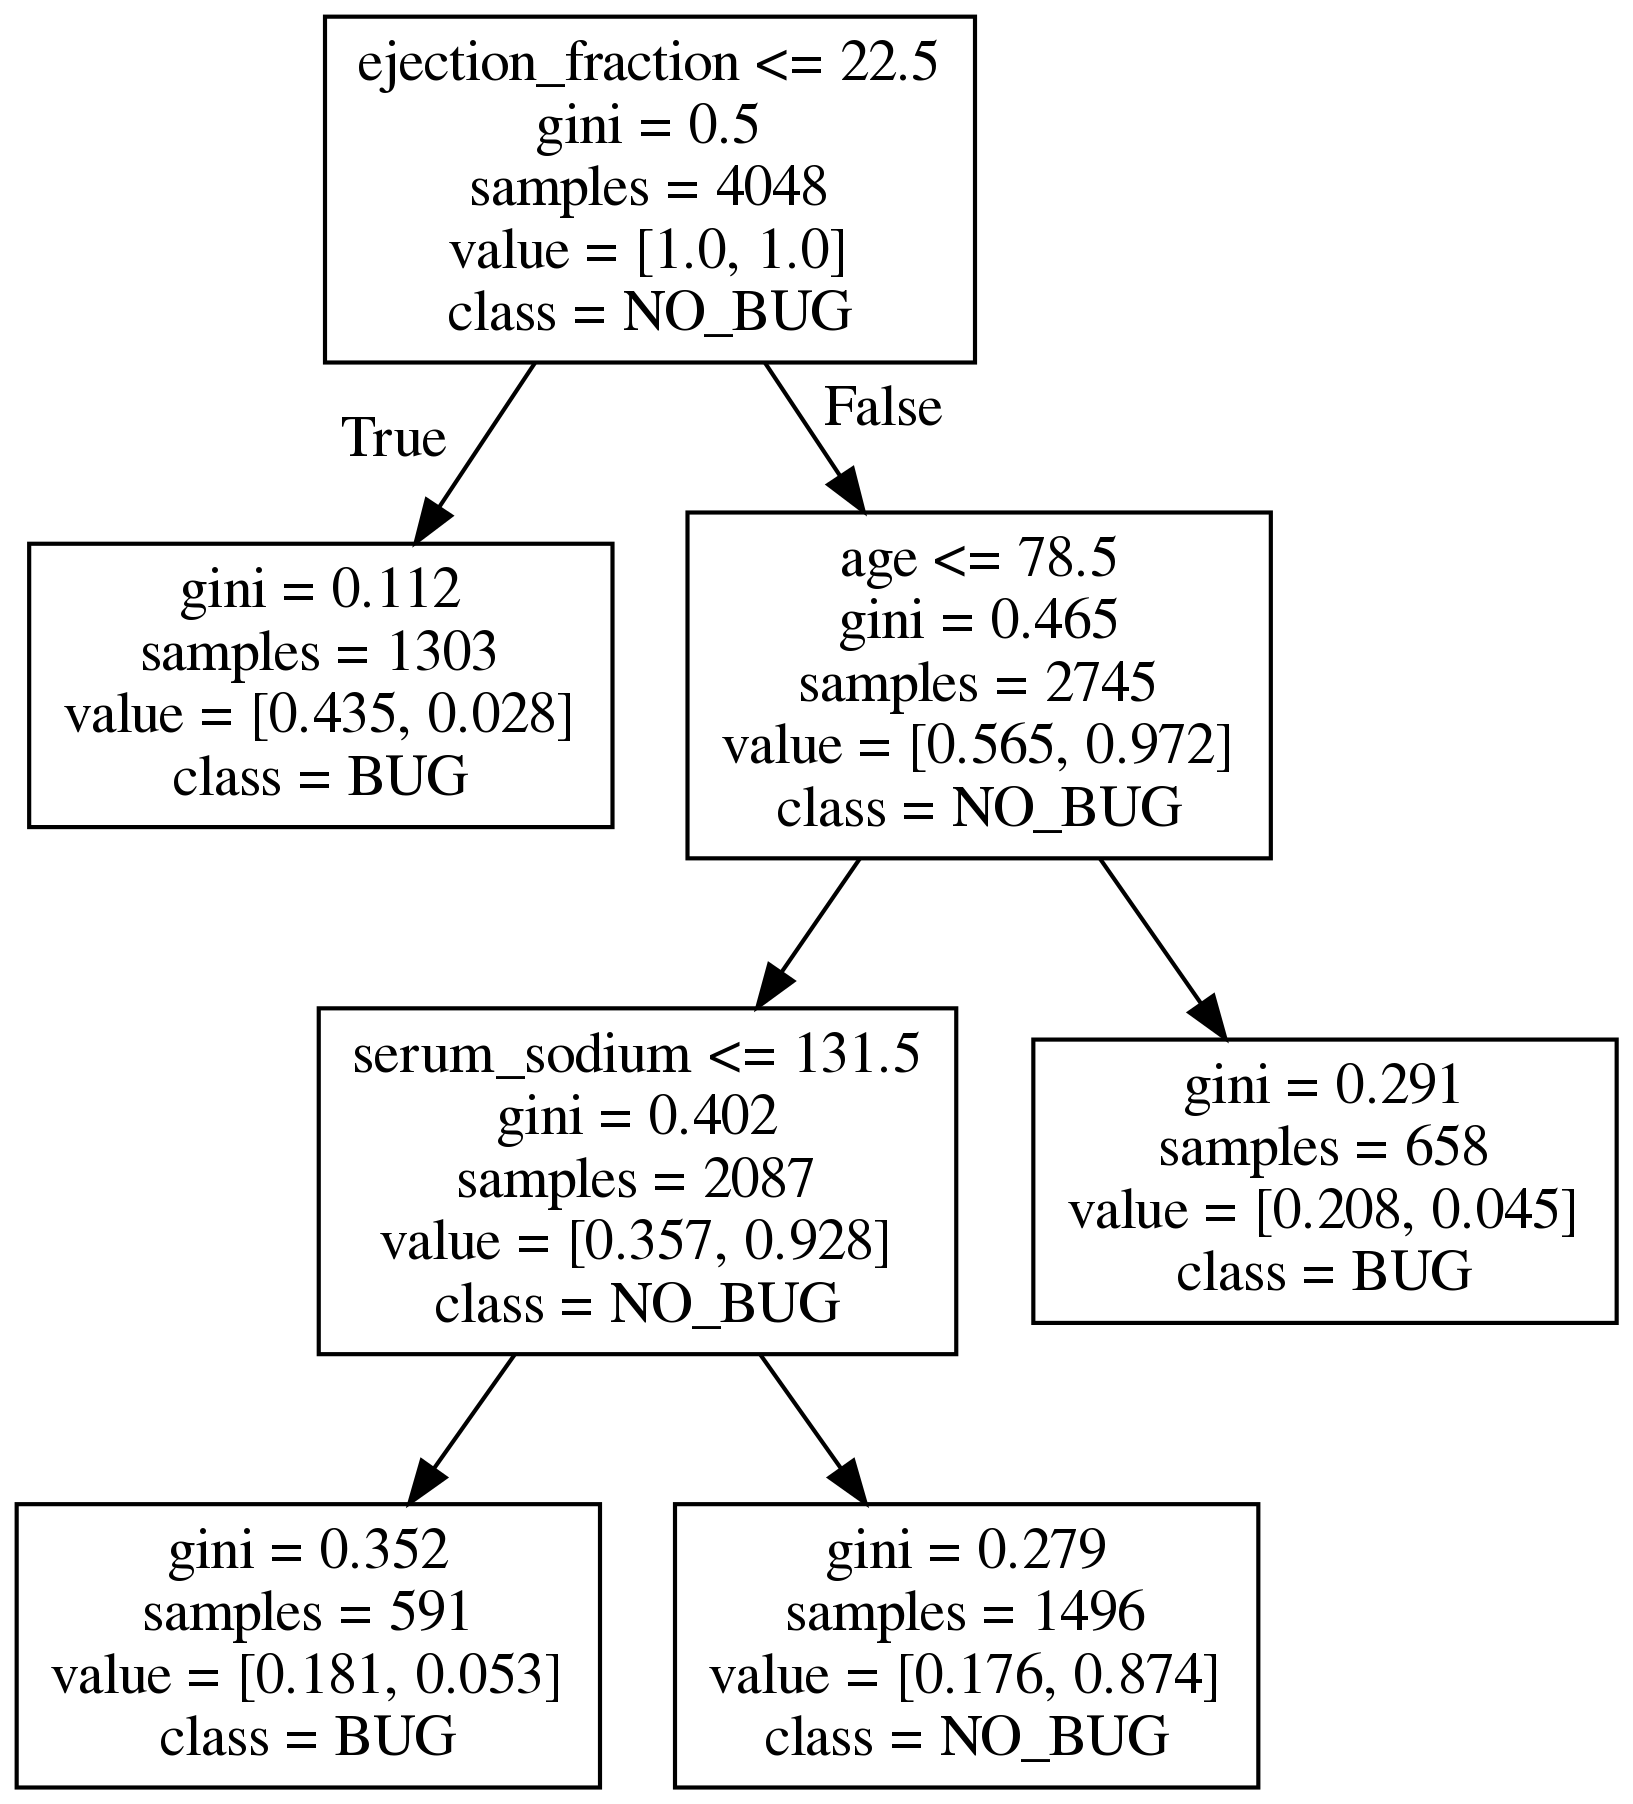 ejection_fraction <= 22.5
gini = 0.5
samples = 4048
value = [1.0, 1.0]
class = NO_BUG
True
False
gini = 0.112
samples = 1303
value = [0.435, 0.028]
class = BUG
age <= 78.5
gini = 0.465
samples = 2745
value = [0.565, 0.972]
class = NO_BUG
serum_sodium <= 131.5
gini = 0.402
samples = 2087
value = [0.357, 0.928]
class = NO_BUG
gini = 0.291
samples = 658
value = [0.208, 0.045]
class = BUG
gini = 0.352
samples = 591
value = [0.181, 0.053]
class = BUG
gini = 0.279
samples = 1496
value = [0.176, 0.874]
class = NO_BUG